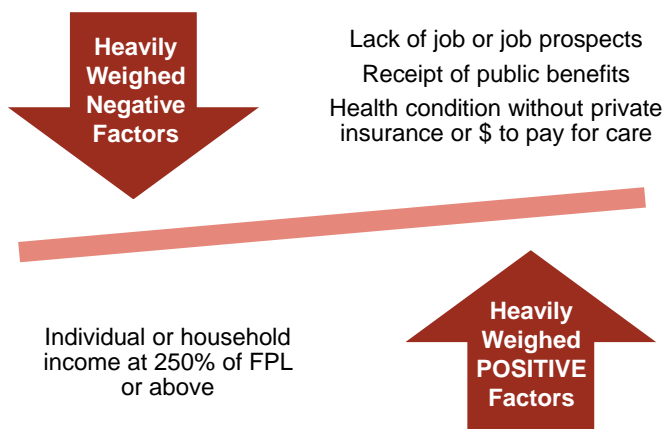 Heavily
Weighed
Negative
Factors
Lack of job or job prospects
Receipt of public benefits
Health condition without private
insurance or $ to pay for care
Individual or household
income at 250% of FPL
or above
Heavily
Weighed
POSITIVE
Factors